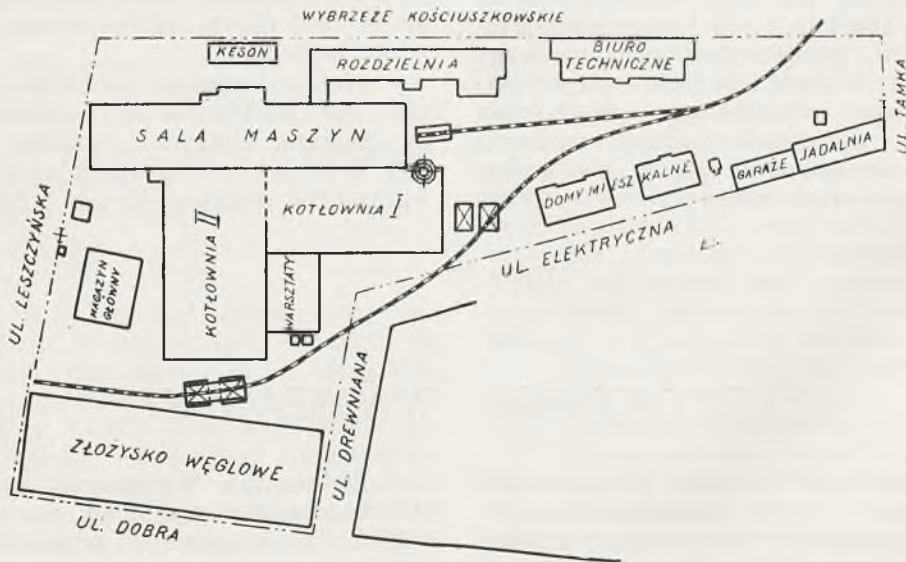 WYBRZEŻE KOŚCIUSZKOWSKIE
KESON
ROZDZIELNIA
BIURO
TECHNICZNE
UL. TAMKA
SALA MASZYN
JADALNIA
GARAŻE
DOMY MIESZKALNE
KOTŁOWNIA I
UL. ELEKTRYCZNA
UL. LESZCZYŃSKA
KOTŁOWNIA II
WARSZTATY
MAGAZYN
GŁÓWNY
UL. DREWNIANA
ZŁOŻYSKO WĘGLOWE
UL. DOBRA